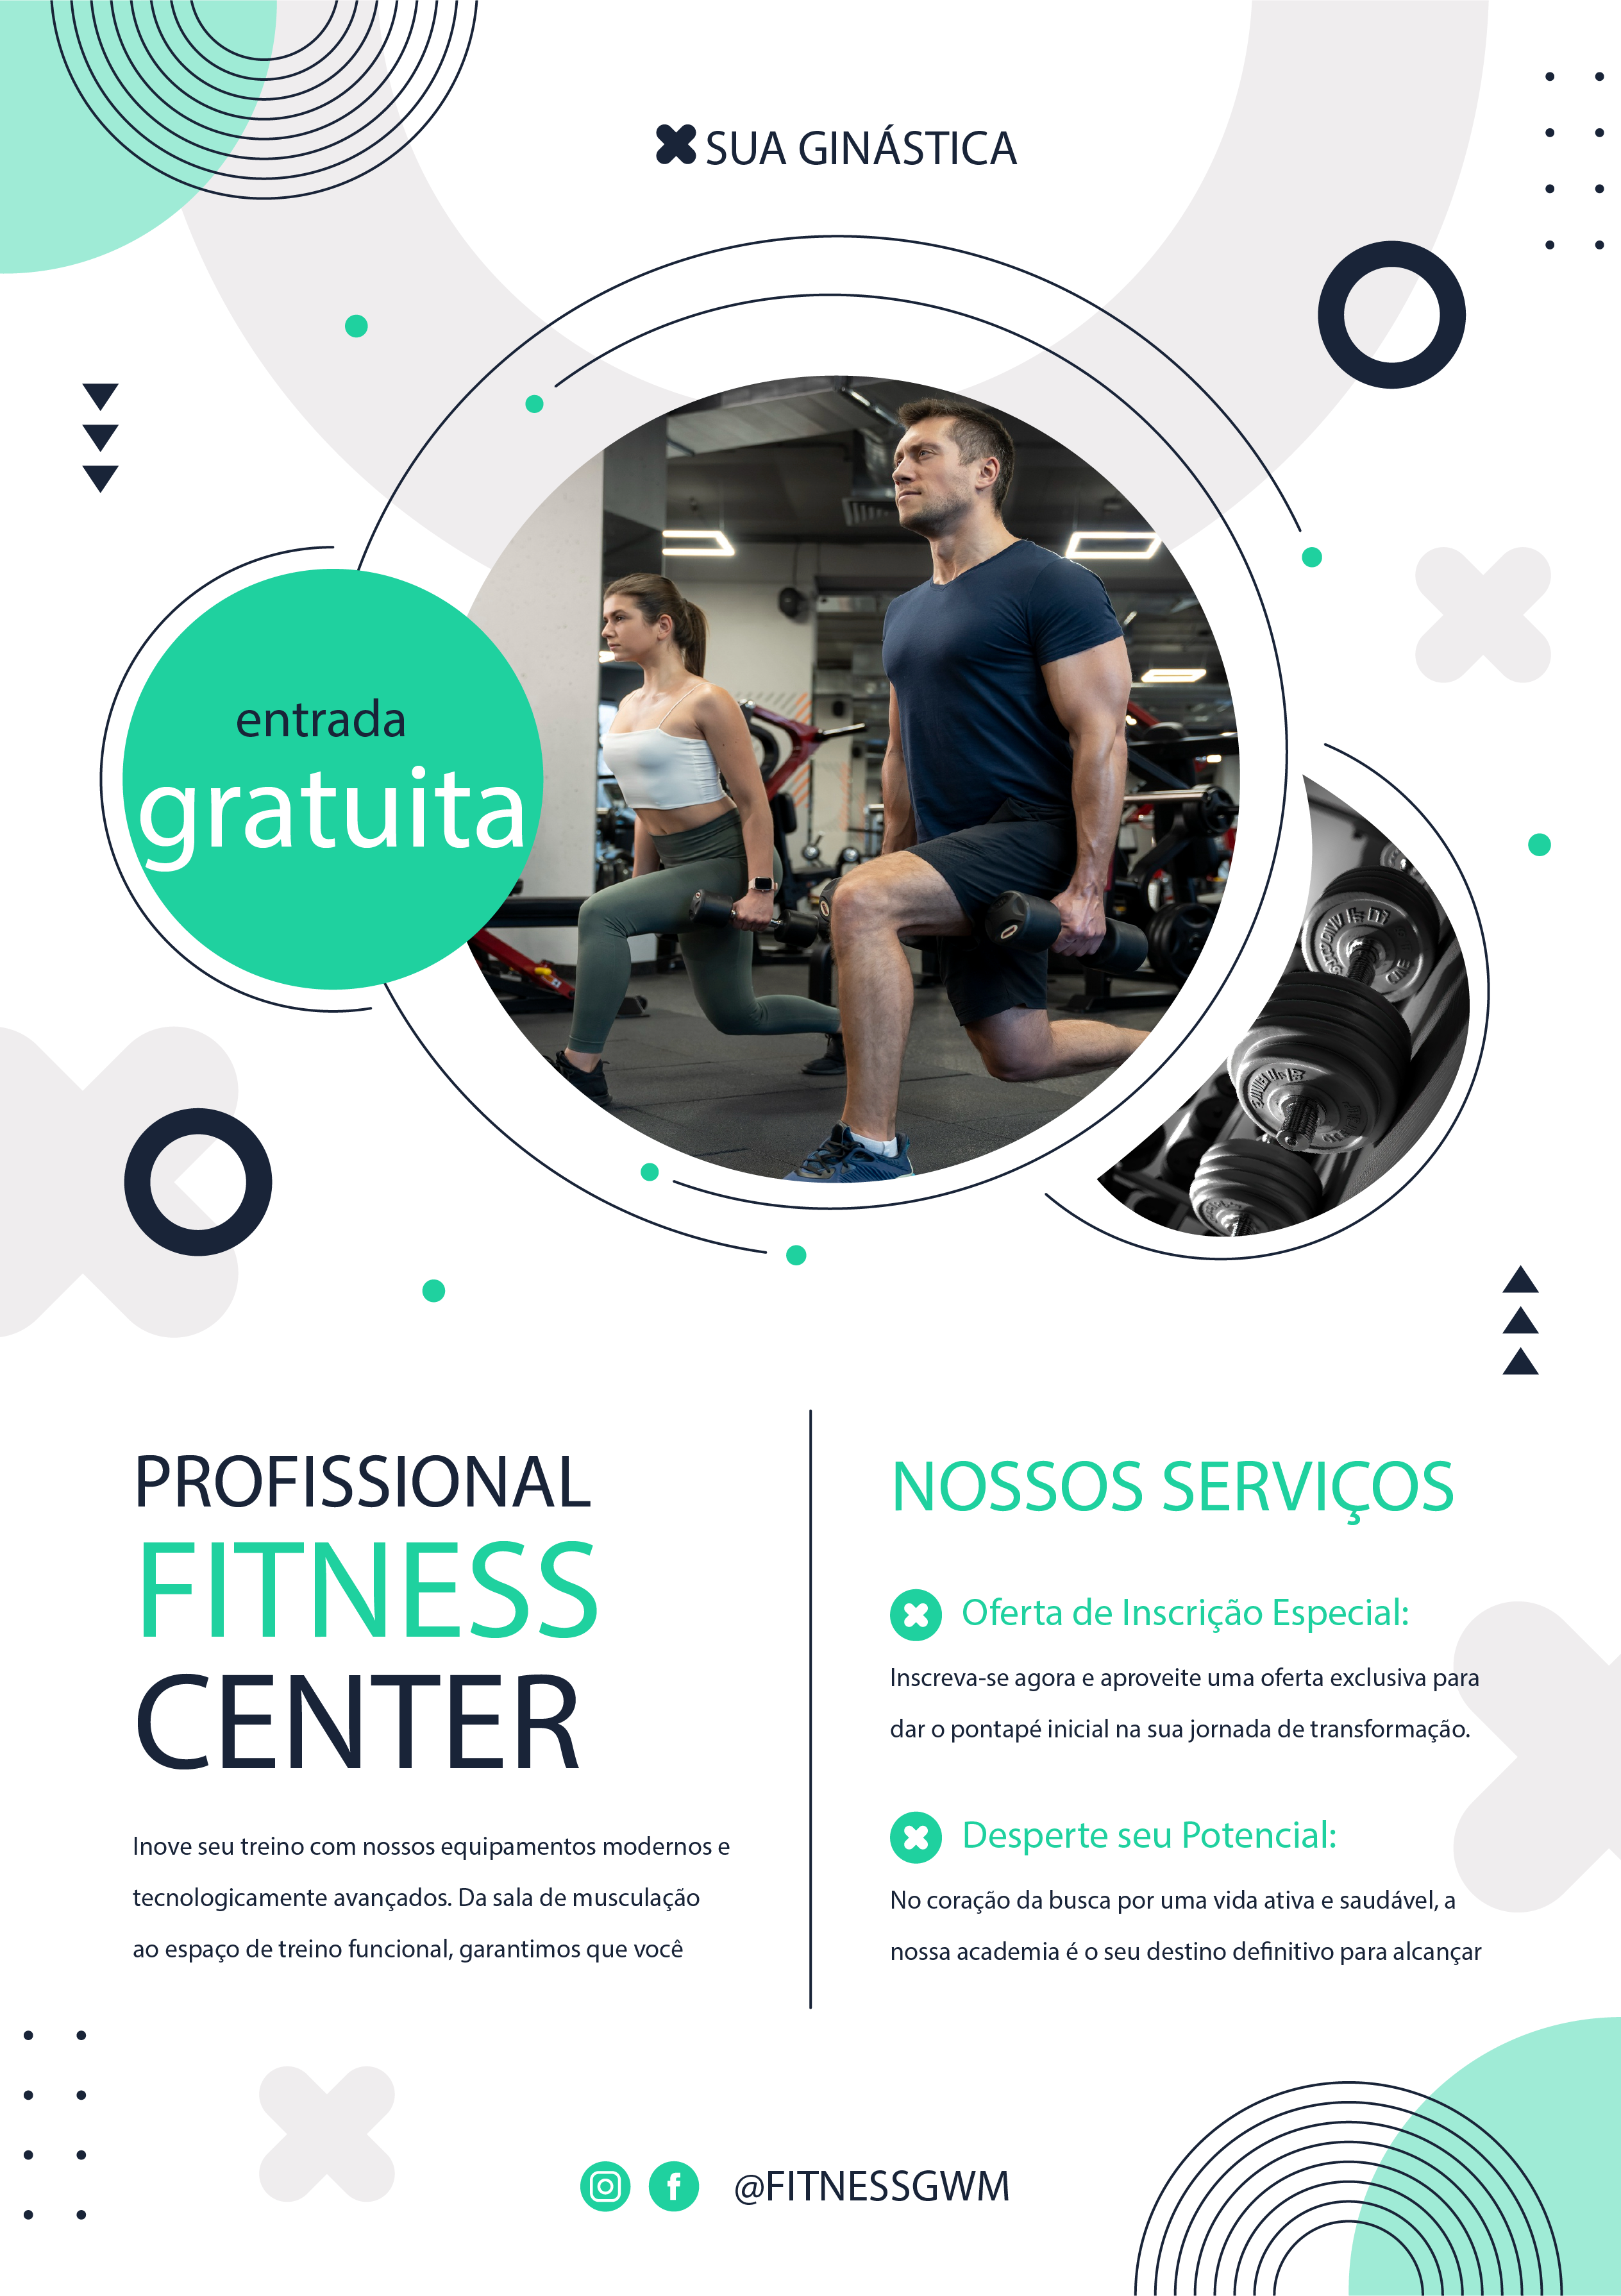 SUA GINÁSTICA
entrada
gratuita
PROFISSIONAL
FITNESS
CENTER
Inove seu treino com nossos equipamentos modernos e
tecnologicamente avançados. Da sala de musculação
ao espaço de treino funcional, garantimos que você
NOSSOS SERVIÇOS
Oferta de Inscrição Especial:
Inscreva-se agora e aproveite uma oferta exclusiva para
dar o pontapé inicial na sua jornada de transformação.
Desperte seu Potencial:
No coração da busca por uma vida ativa e saudável, a
nossa academia é o seu destino definitivo para alcançar
@FITNESSGWM